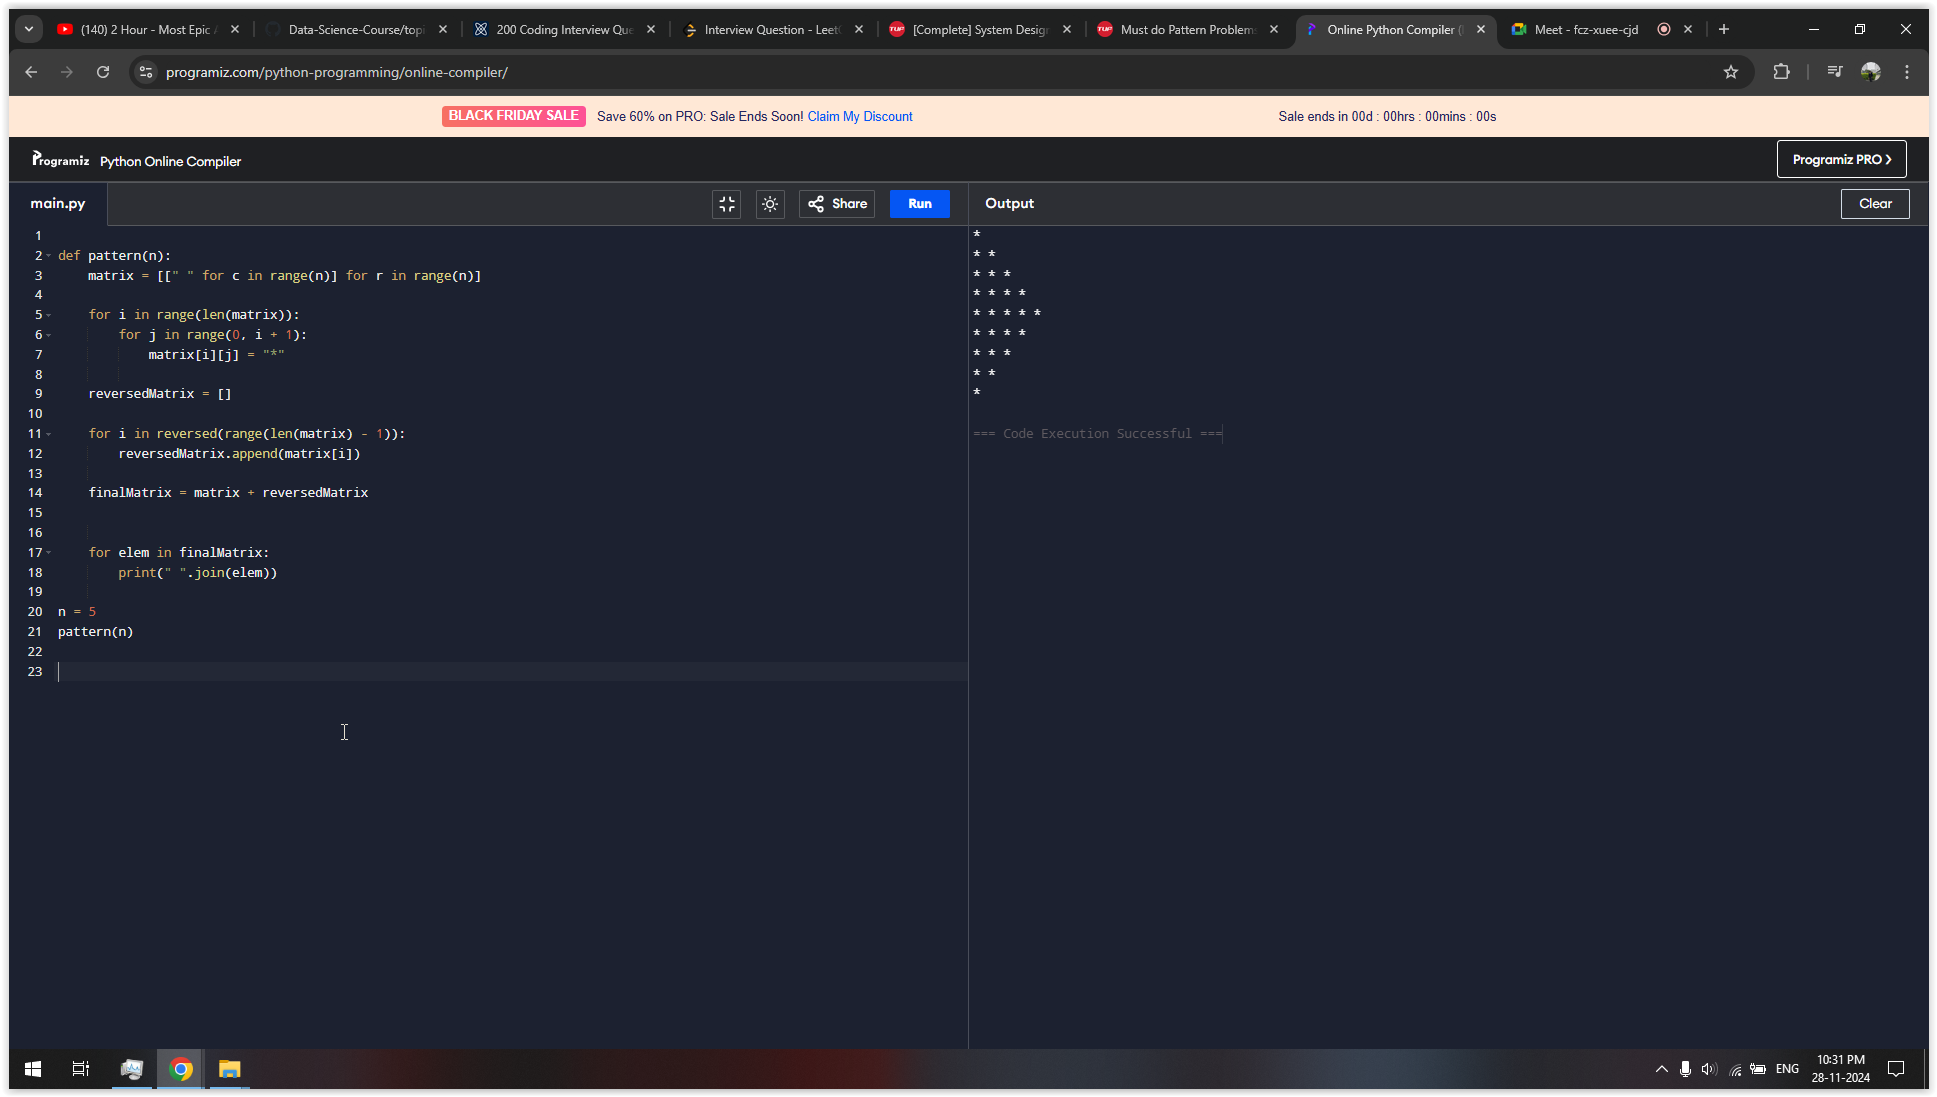 (140) 2 Hour - Most Epic
Data-Science-Course/topi
200 Coding Interview Que
Interview Question - LeetC
[Complete] System Design
Must do Pattern Problem
Online Python Compiler (
Meet - fcz-xuee-cjd
programiz.com/python-programming/online-compiler/
BLACK FRIDAY SALE Save 60% on PRO: Sale Ends Soon! Claim My Discount Sale ends in 00d : 00hrs : 00mins : 00s
Programiz Python Online Compiler Programiz PRO >
main.py Share Run
1
2 def pattern(n):
3     matrix = [[" " for c in range(n)] for r in range(n)]
4
5     for i in range(len(matrix)):
6         for j in range(0, i + 1):
7             matrix[i][j] = "*"
8
9     reversedMatrix = []
10
11     for i in reversed(range(len(matrix) - 1)):
12         reversedMatrix.append(matrix[i])
13
14     finalMatrix = matrix + reversedMatrix
15
16
17     for elem in finalMatrix:
18         print(" ".join(elem))
19
20 n = 5
21 pattern(n)
22
23
Output Clear
*
* *
* * *
* * * *
* * * * *
* * * *
* * *
* *
*
=== Code Execution Successful ===
ENG
10:31 PM
28-11-2024